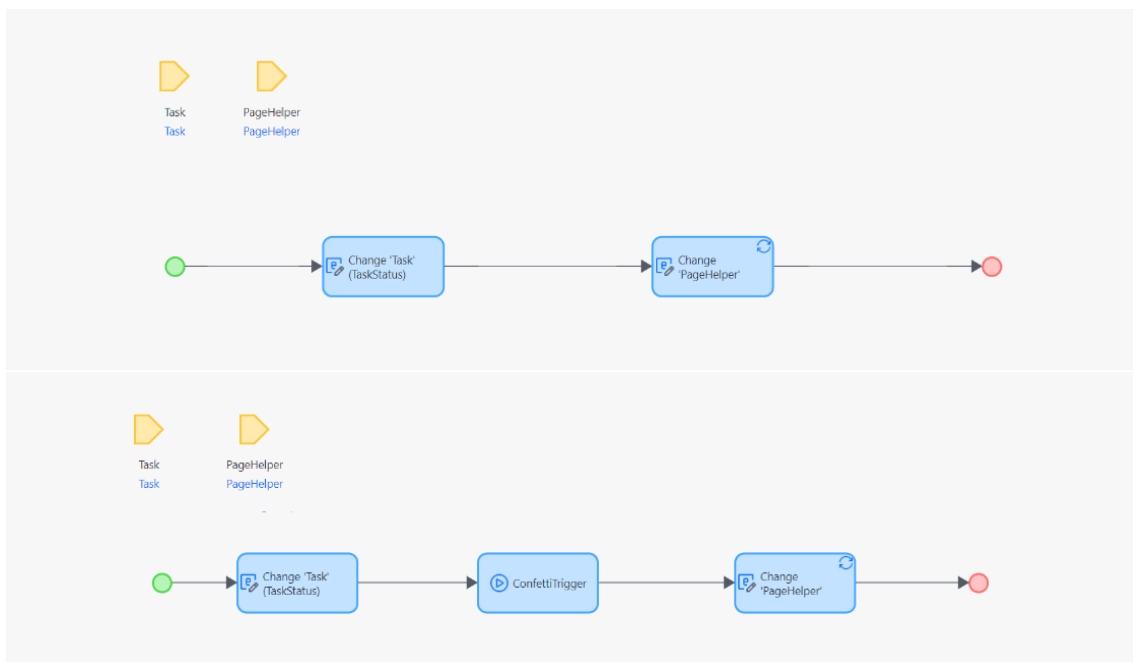 Task
Task
PageHelper
PageHelper
Change 'Task'
(TaskStatus)
Change
'PageHelper'
Task
Task
PageHelper
PageHelper
Change 'Task'
(TaskStatus)
ConfettiTrigger
Change
'PageHelper'